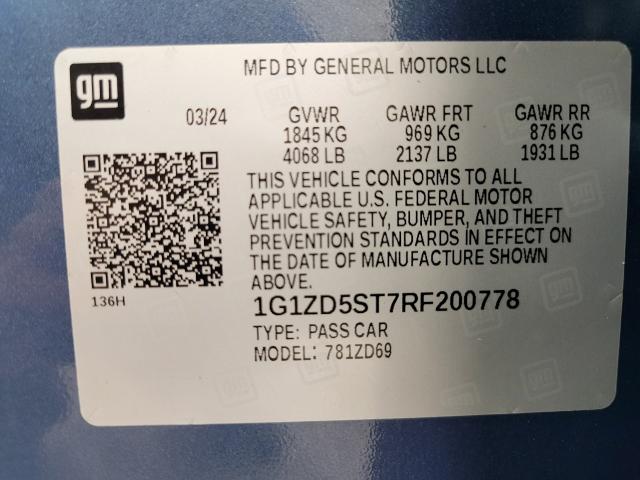 gm
MFD BY GENERAL MOTORS LLC
03/24 GVWR GAWR FRT GAWR RR
1845 KG 969 KG 876 KG
4068 LB 2137 LB 1931 LB
THIS VEHICLE CONFORMS TO ALL
APPLICABLE U.S. FEDERAL MOTOR
VEHICLE SAFETY, BUMPER, AND THEFT
PREVENTION STANDARDS IN EFFECT ON
THE DATE OF MANUFACTURE SHOWN
ABOVE.
136H
1G1ZD5ST7RF200778
TYPE: PASS CAR
MODEL: 781ZD69